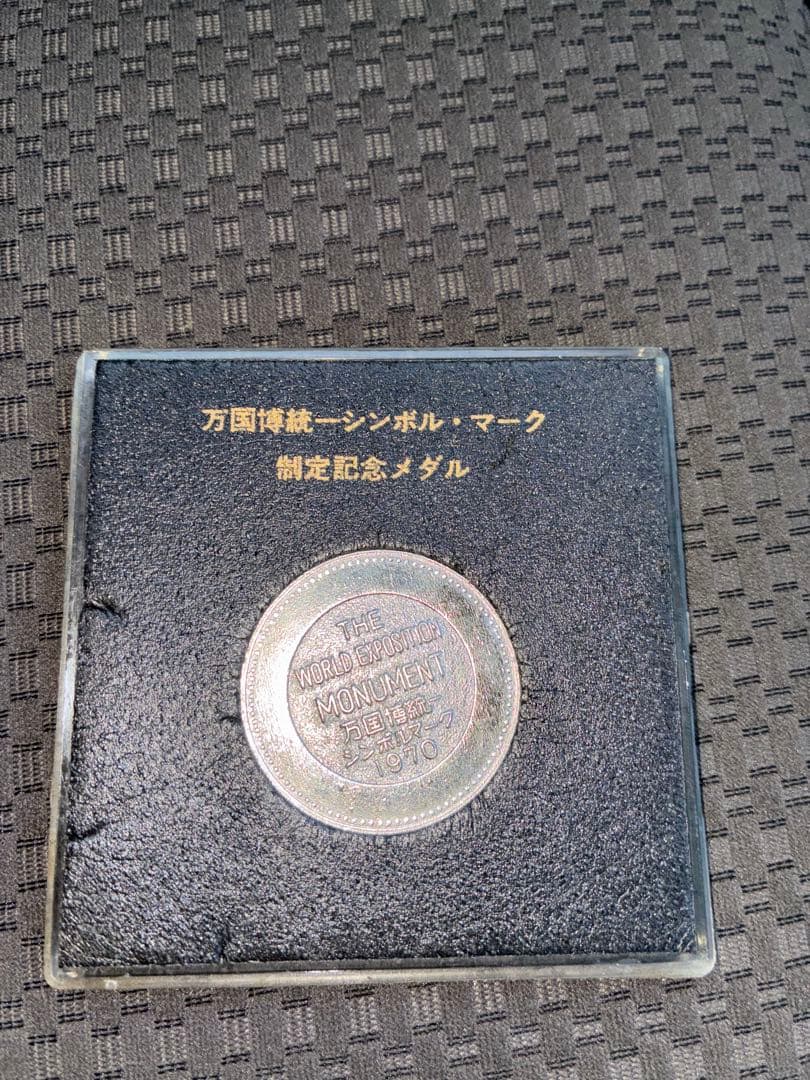 万国博統一シンボル・マーク
制定記念メダル
THE
WORLD EXPOSITION
MONUMENT
万国博統一
シンボルマーク
1970